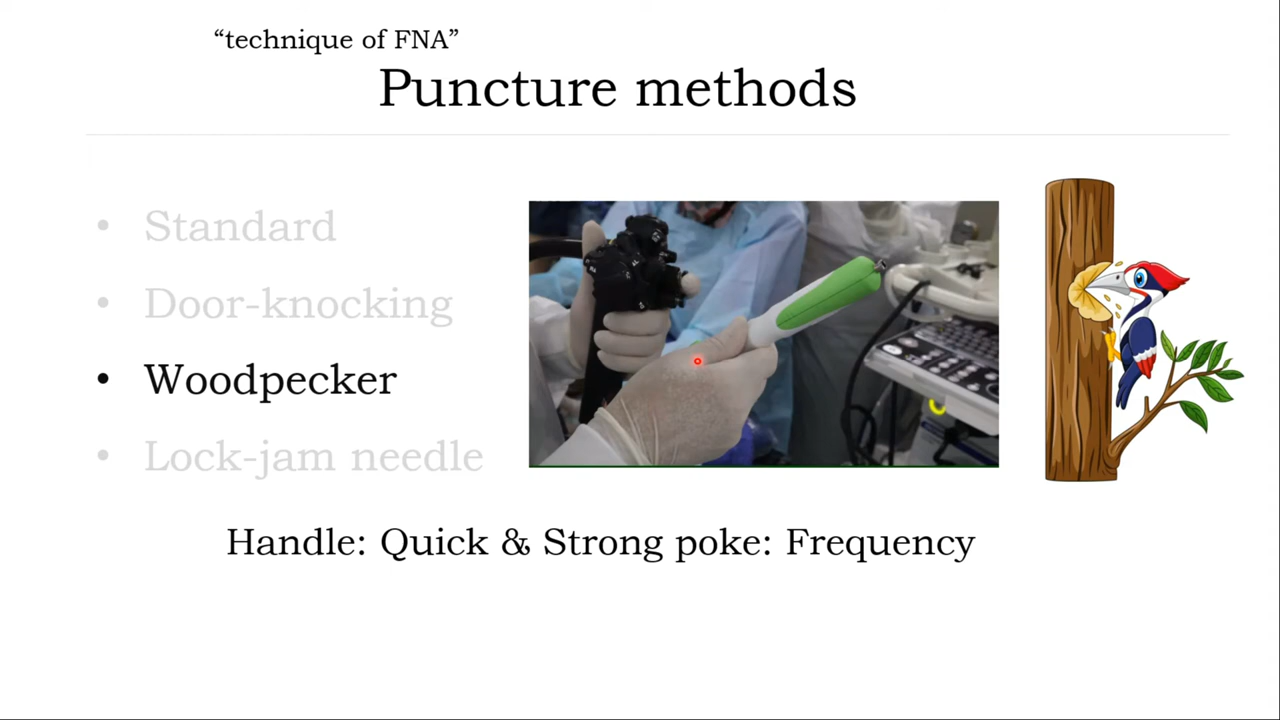 “technique of FNA”
Puncture methods
• Standard
• Door-knocking
• Woodpecker
• Lock-jam needle
Handle: Quick & Strong poke: Frequency